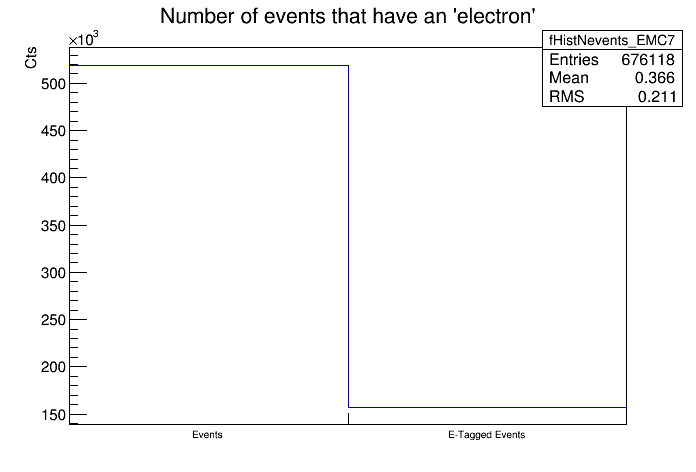 Number of events that have an 'electron'
×10³
Cts
fHistNevents_EMC7
Entries 676118
Mean 0.366
RMS 0.211
500
450
400
350
300
250
200
150
Events
E-Tagged Events